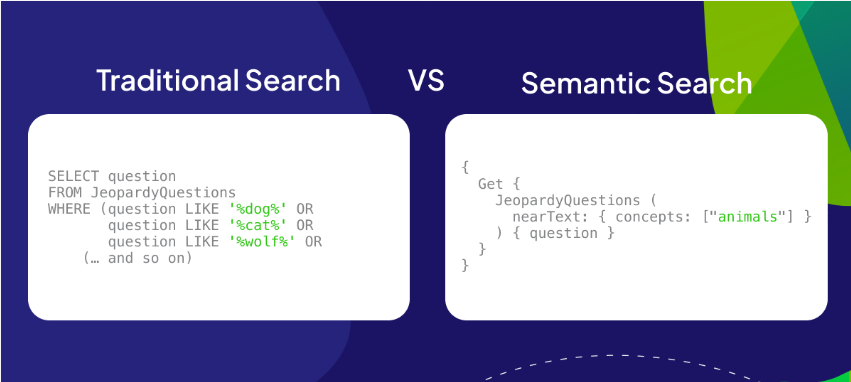 Traditional Search VS Semantic Search
SELECT question
FROM JeopardyQuestions
WHERE (question LIKE '%dog%' OR
question LIKE '%cat%' OR
question LIKE '%wolf%' OR
(… and so on)
{
Get {
JeopardyQuestions (
nearText: { concepts: ["animals"] }
) { question }
}
}